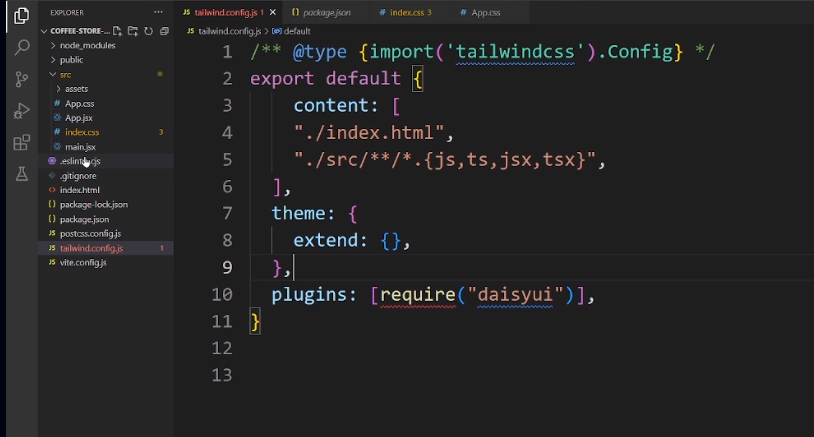 EXPLORER
COFFEE-STORE-...
node_modules
public
src
assets
App.css
App.jsx
index.css 3
main.jsx
.gitignore
index.html
package-lock.json
package.json
postcss.config.js
tailwind.config.js 1
vite.config.js
JS tailwind.config.js 1 × {} package.json # index.css 3 # App.css
JS tailwind.config.js > default
1 /** @type {import('tailwindcss').Config} */
2 export default {
3 content: [
4 "./index.html",
5 "./src/**/*.{js,ts,jsx,tsx}",
6 ],
7 theme: {
8 extend: {},
9 },
10 plugins: [require("daisyui")],
11 }
12
13